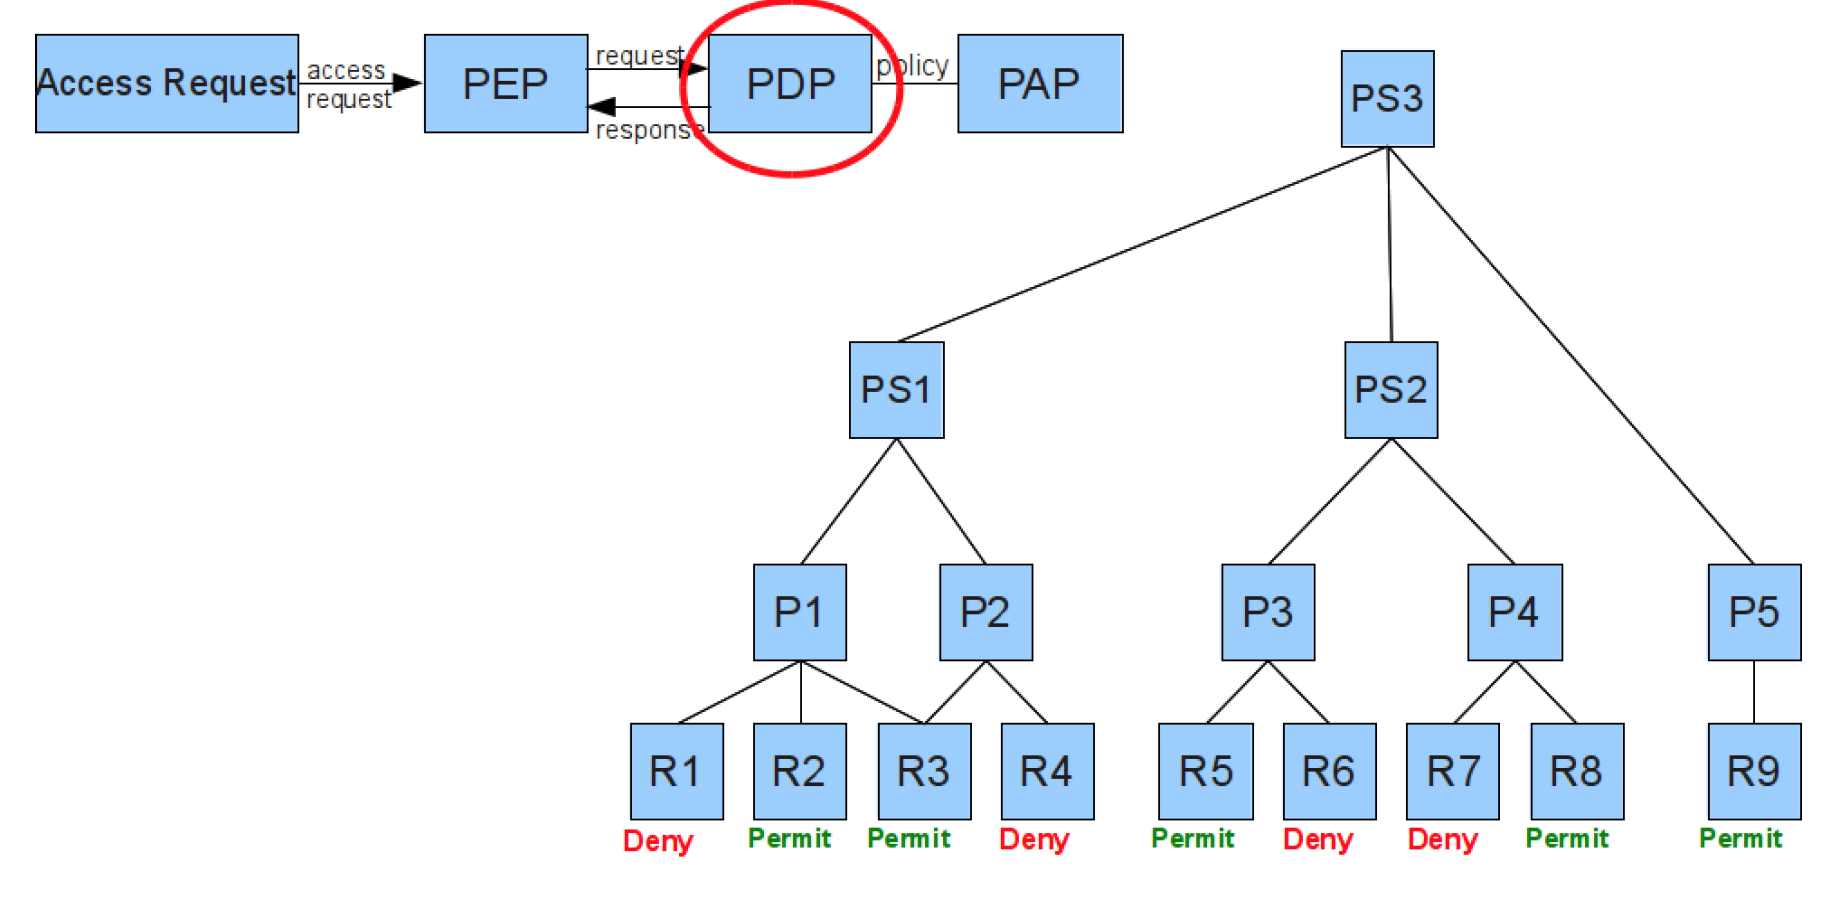 Access Request
access
request
PEP
request
response
PDP
policy
PAP
PS3
PS1
PS2
P1
P2
P3
P4
P5
R1
R2
R3
R4
R5
R6
R7
R8
R9
Deny
Permit
Permit
Deny
Permit
Deny
Deny
Permit
Permit